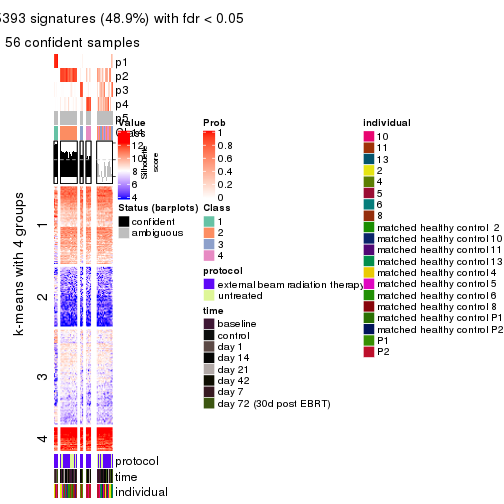 5393 signatures (48.9%) with fdr < 0.05
56 confident samples
p1
p2
p3
p4
p5
Class
k-means with 4 groups
1
2
3
4
protocol
time
individual
Value
14
12
10
8
6
4
Silhouette
score
Status (barplots)
confident
ambiguous
Prob
1
0.8
0.6
0.4
0.2
0
Class
1
2
3
4
protocol
external beam radiation therapy
untreated
time
baseline
control
day 1
day 14
day 21
day 42
day 7
day 72 (30d post EBRT)
individual
10
11
13
2
4
5
6
8
matched healthy control  2
matched healthy control 10
matched healthy control 11
matched healthy control 13
matched healthy control 4
matched healthy control 5
matched healthy control 6
matched healthy control 8
matched healthy control P1
matched healthy control P2
P1
P2